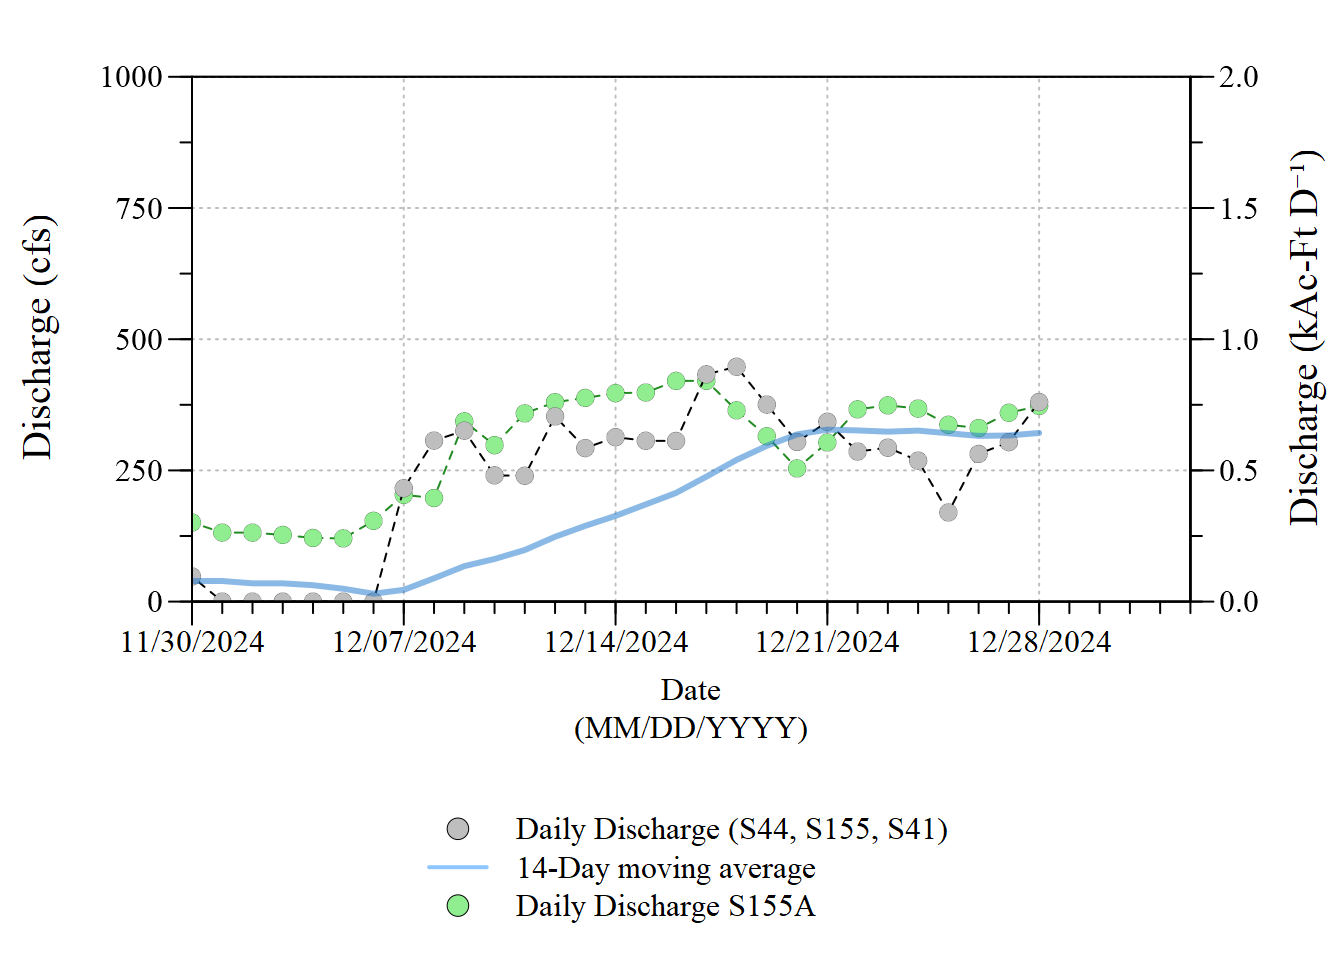 1000
750
500
250
0
Discharge (cfs)
2.0
1.5
1.0
0.5
0.0
Discharge (kAc-Ft D⁻¹)
11/30/2024 12/07/2024 12/14/2024 12/21/2024 12/28/2024
Date
(MM/DD/YYYY)
Daily Discharge (S44, S155, S41)
14-Day moving average
Daily Discharge S155A